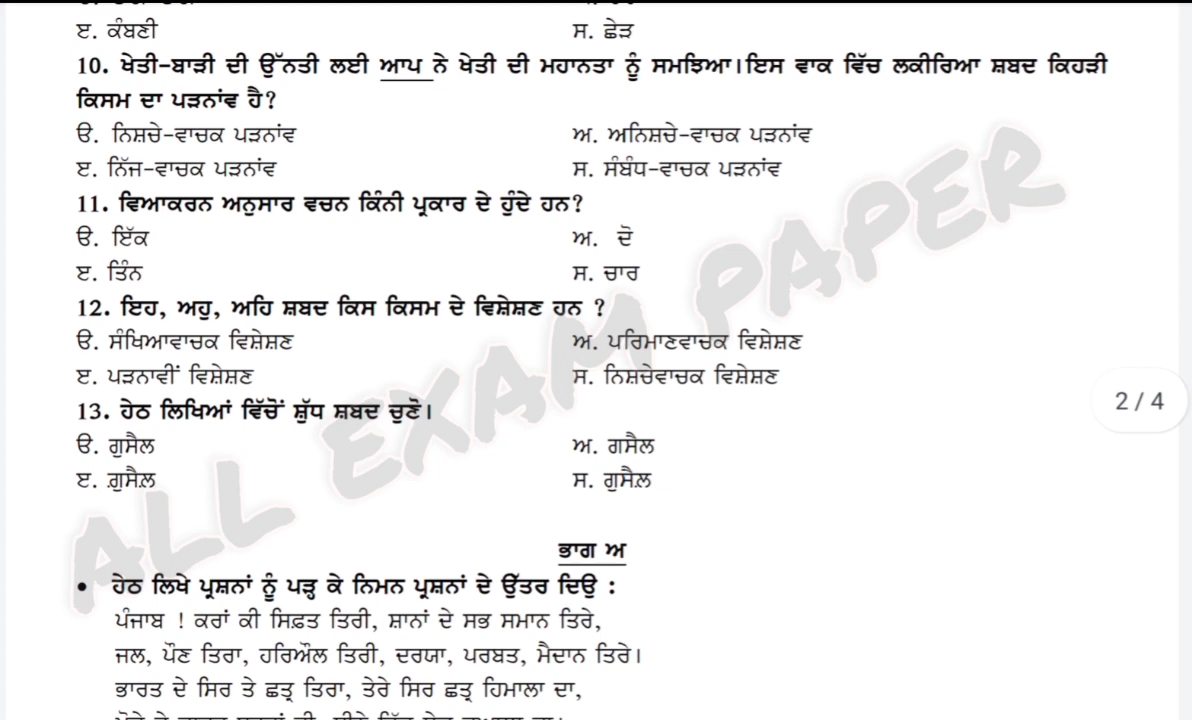 ੲ. ਕੰਬਣੀ ਸ. ਛੇੜ
10. ਖੇਤੀ-ਬਾੜੀ ਦੀ ਉੱਨਤੀ ਲਈ ਆਪ ਨੇ ਖੇਤੀ ਦੀ ਮਹਾਨਤਾ ਨੂੰ ਸਮਝਿਆ।ਇਸ ਵਾਕ ਵਿੱਚ ਲਕੀਰਿਆ ਸ਼ਬਦ ਕਿਹੜੀ
ਕਿਸਮ ਦਾ ਪੜਨਾਂਵ ਹੈ?
ੳ. ਨਿਸ਼ਚੇ-ਵਾਚਕ ਪੜਨਾਂਵ ਅ. ਅਨਿਸ਼ਚੇ-ਵਾਚਕ ਪੜਨਾਂਵ
ੲ. ਨਿੱਜ-ਵਾਚਕ ਪੜਨਾਂਵ ਸ. ਸੰਬੰਧ-ਵਾਚਕ ਪੜਨਾਂਵ
11. ਵਿਆਕਰਨ ਅਨੁਸਾਰ ਵਚਨ ਕਿੰਨੀ ਪ੍ਰਕਾਰ ਦੇ ਹੁੰਦੇ ਹਨ?
ੳ. ਇੱਕ ਅ. ਦੋ
ੲ. ਤਿੰਨ ਸ. ਚਾਰ
12. ਇਹ, ਅਹੁ, ਅਹਿ ਸ਼ਬਦ ਕਿਸ ਕਿਸਮ ਦੇ ਵਿਸ਼ੇਸ਼ਣ ਹਨ ?
ੳ. ਸੰਖਿਆਵਾਚਕ ਵਿਸ਼ੇਸ਼ਣ ਅ. ਪਰਿਮਾਣਵਾਚਕ ਵਿਸ਼ੇਸ਼ਣ
ੲ. ਪੜਨਾਵੀਂ ਵਿਸ਼ੇਸ਼ਣ ਸ. ਨਿਸ਼ਚੇਵਾਚਕ ਵਿਸ਼ੇਸ਼ਣ
2 / 4
13. ਹੇਠ ਲਿਖਿਆਂ ਵਿੱਚੋਂ ਸ਼ੁੱਧ ਸ਼ਬਦ ਚੁਣੋ।
ੳ. ਗੁਸੈਲ ਅ. ਗਸੈਲ
ੲ. ਗ਼ੁਸੈਲ਼ ਸ. ਗੁਸੈਲ਼
ALL EXAM PAPER
ਭਾਗ ਅ
• ਹੇਠ ਲਿਖੇ ਪ੍ਰਸ਼ਨਾਂ ਨੂੰ ਪੜ੍ਹ ਕੇ ਨਿਮਨ ਪ੍ਰਸ਼ਨਾਂ ਦੇ ਉੱਤਰ ਦਿਉ :
ਪੰਜਾਬ ! ਕਰਾਂ ਕੀ ਸਿਫ਼ਤ ਤਿਰੀ, ਸ਼ਾਨਾਂ ਦੇ ਸਭ ਸਮਾਨ ਤਿਰੇ,
ਜਲ, ਪੌਣ ਤਿਰਾ, ਹਰਿਔਲ ਤਿਰੀ, ਦਰਯਾ, ਪਰਬਤ, ਮੈਦਾਨ ਤਿਰੇ।
ਭਾਰਤ ਦੇ ਸਿਰ ਤੇ ਛਤ੍ਰ ਤਿਰਾ, ਤੇਰੇ ਸਿਰ ਛਤ੍ਰ ਹਿਮਾਲਾ ਦਾ,